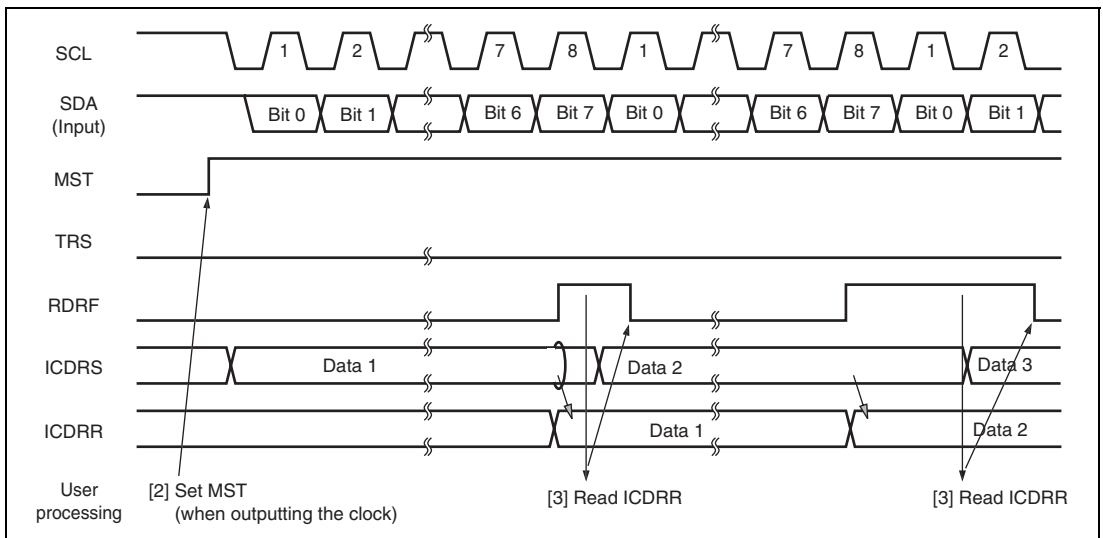 SCL 1 2 7 8 1 7 8 1 2
SDA
(Input)
Bit 0 Bit 1 Bit 6 Bit 7 Bit 0 Bit 6 Bit 7 Bit 0 Bit 1
MST
TRS
RDRF
ICDRS Data 1 Data 2 Data 3
ICDRR Data 1 Data 2
User
processing
[2] Set MST
(when outputting the clock)
[3] Read ICDRR
[3] Read ICDRR